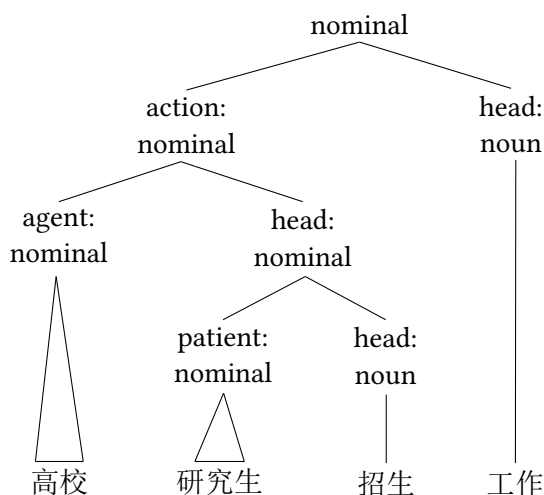 nominal
action:
nominal
head:
noun
agent:
nominal
head:
nominal
patient:
nominal
head:
noun
高校 研究生 招生 工作